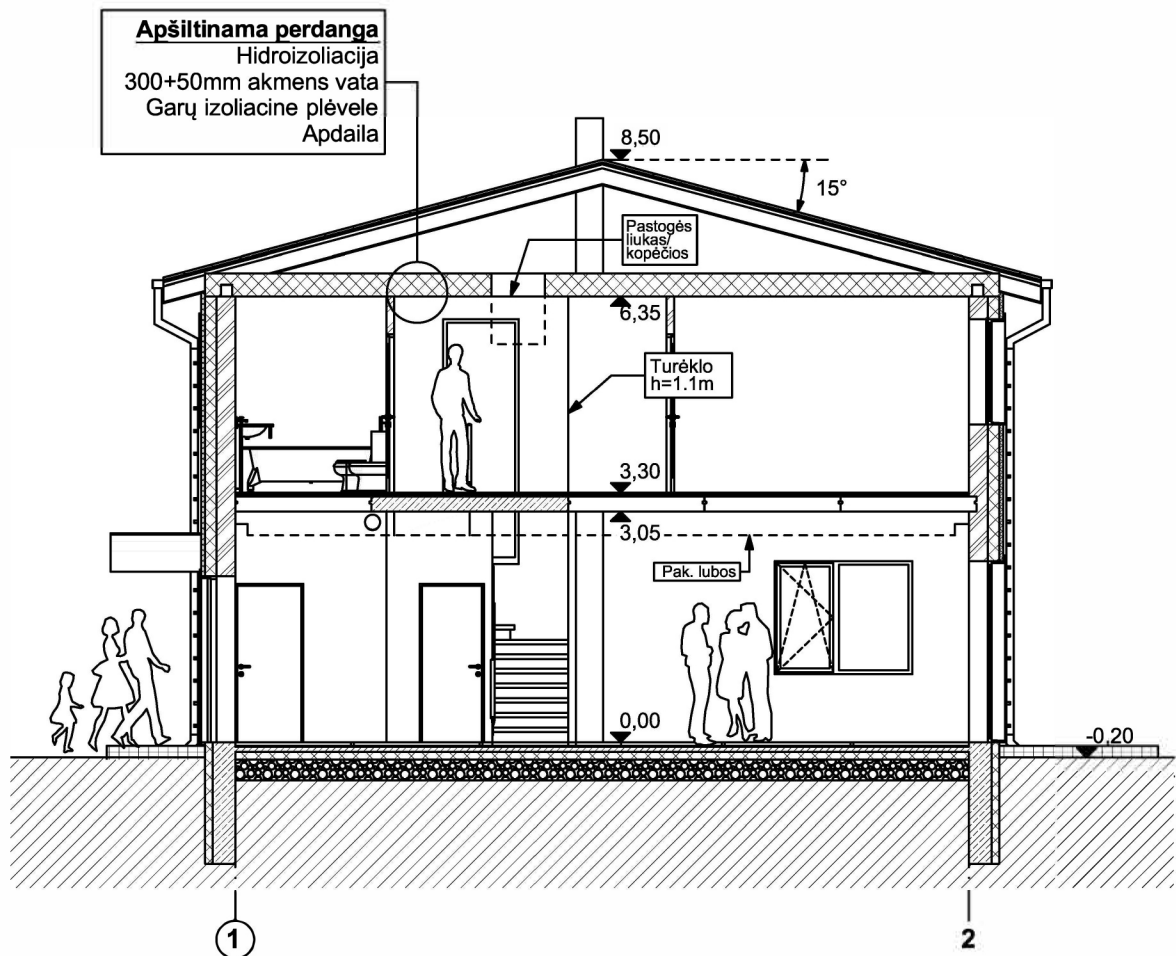 Apšiltinama perdanga
Hidroizoliacija
300+50mm akmens vata
Garų izoliacine plėvele
Apdaila
8,50
15°
Pastogės
liukas/
kopėčios
6,35
Turėklo
h=1.1m
3,30
3,05
Pak. lubos
0,00
-0,20
1
2